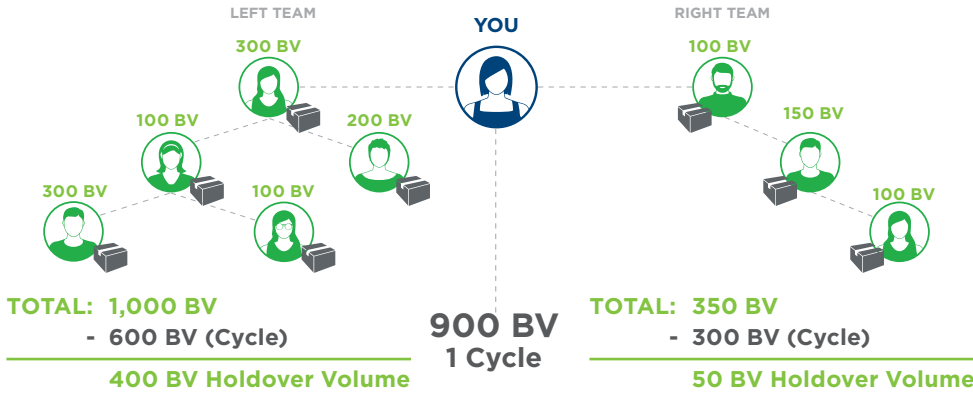 LEFT TEAM
YOU
RIGHT TEAM
300 BV
100 BV
100 BV
200 BV
150 BV
300 BV
100 BV
100 BV
TOTAL: 1,000 BV
- 600 BV (Cycle)
400 BV Holdover Volume
900 BV
1 Cycle
TOTAL: 350 BV
- 300 BV (Cycle)
50 BV Holdover Volume